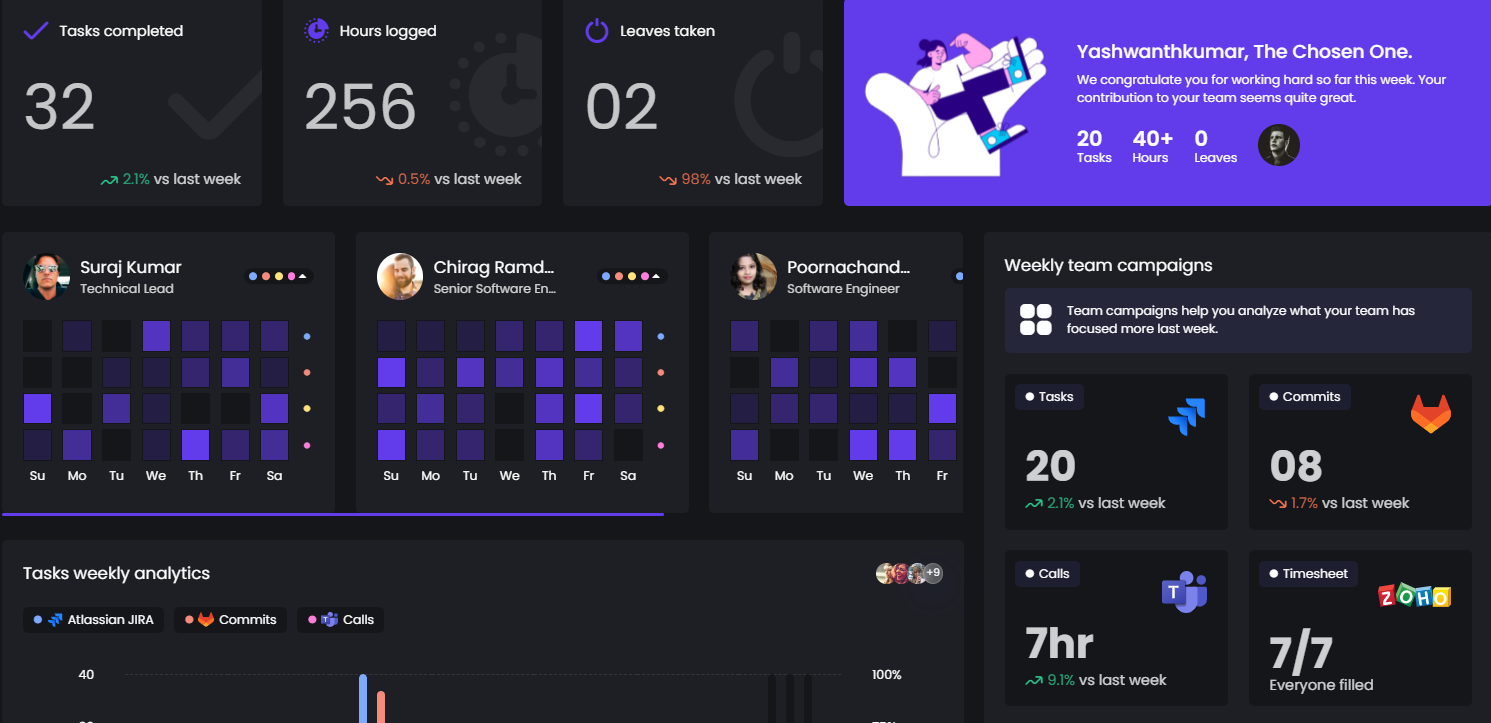 Tasks completed
32
2.1% vs last week
Hours logged
256
0.5% vs last week
Leaves taken
02
98% vs last week
Yashwanthkumar, The Chosen One.
We congratulate you for working hard so far this week. Your
contribution to your team seems quite great.
20 40+ 0
Tasks Hours Leaves
Suraj Kumar
Technical Lead
Su Mo Tu We Th Fr Sa
Chirag Ramd...
Senior Software En...
Su Mo Tu We Th Fr Sa
Poornachand...
Software Engineer
Su Mo Tu We Th Fr
Weekly team campaigns
Team campaigns help you analyze what your team has
focused more last week.
Tasks
20
2.1% vs last week
Commits
08
1.7% vs last week
Calls
T
7hr
9.1% vs last week
Timesheet
ZOHO
7/7
Everyone filled
Tasks weekly analytics
+9
Atlassian JIRA Commits Calls
40 100%